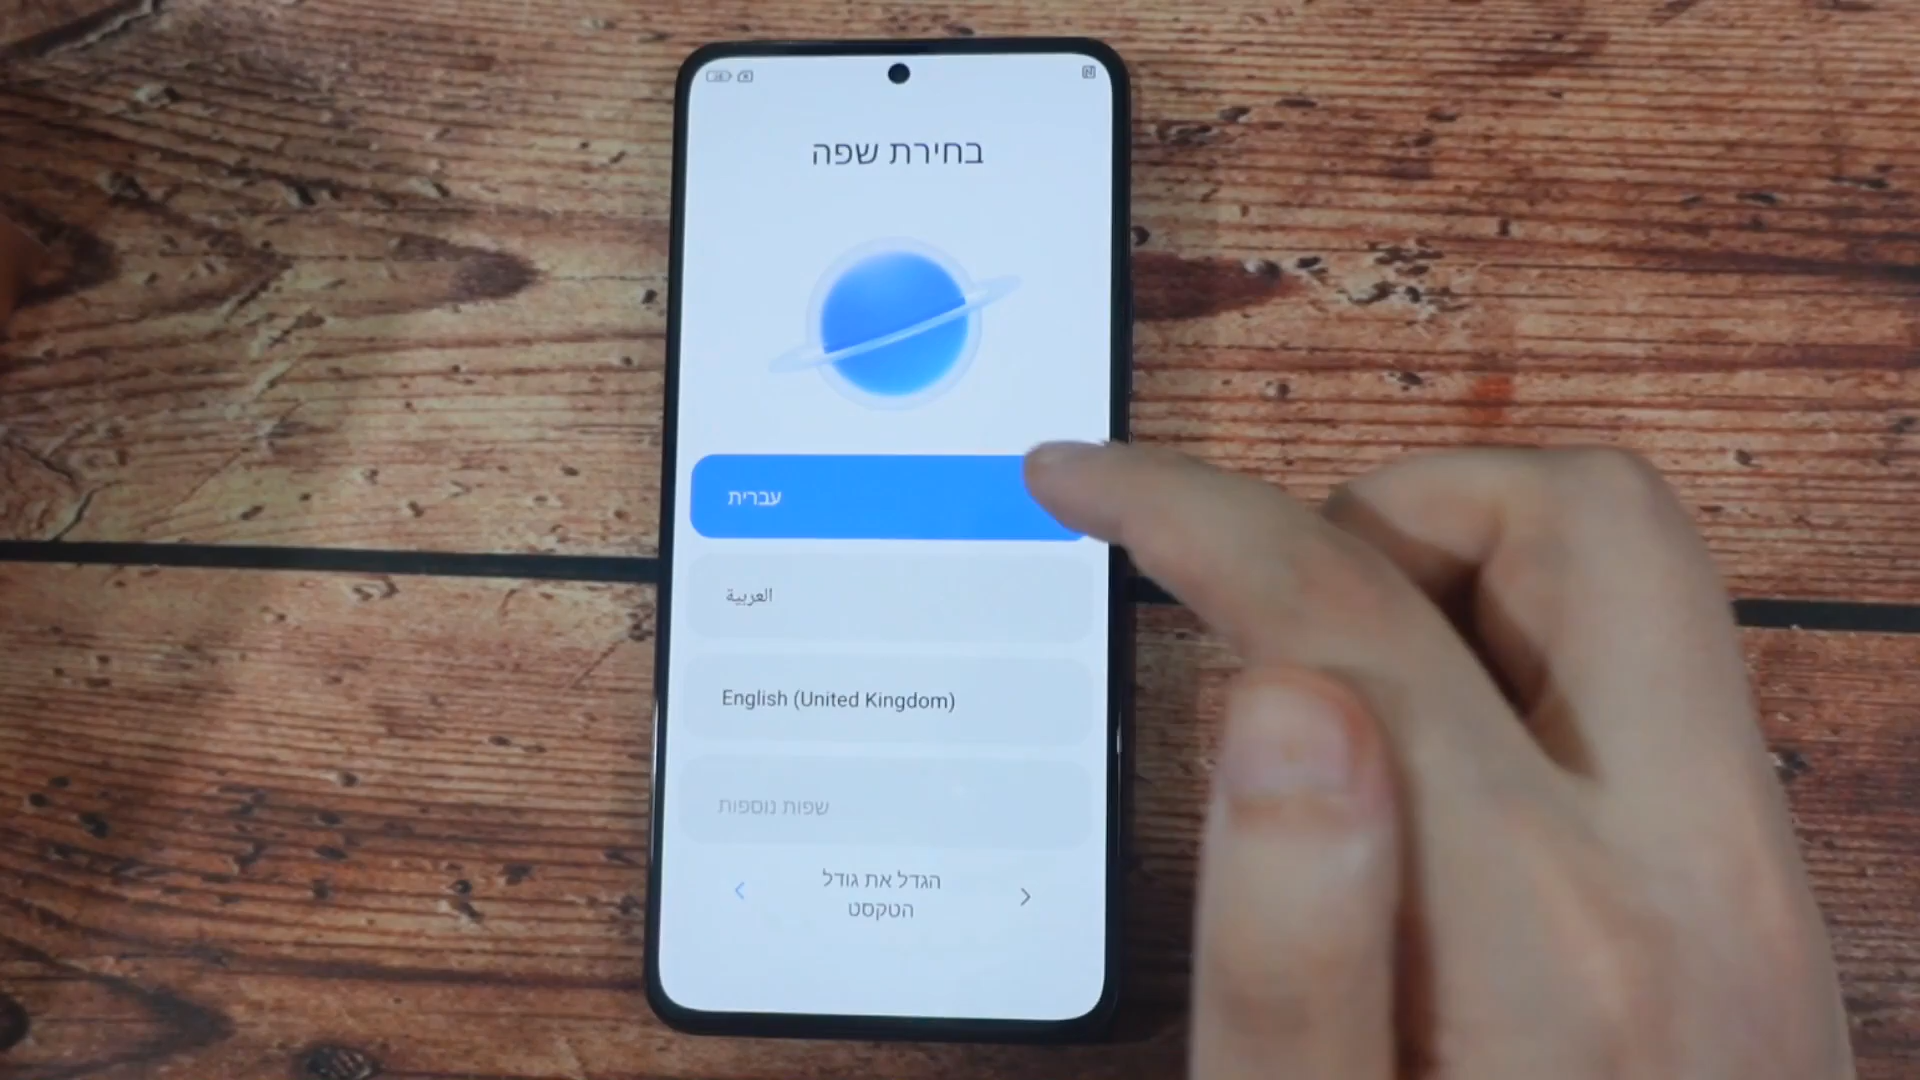 בחירת שפה
עברית
العربية
English (United Kingdom)
שפות נוספות
הגדל את גודל
הטקסט